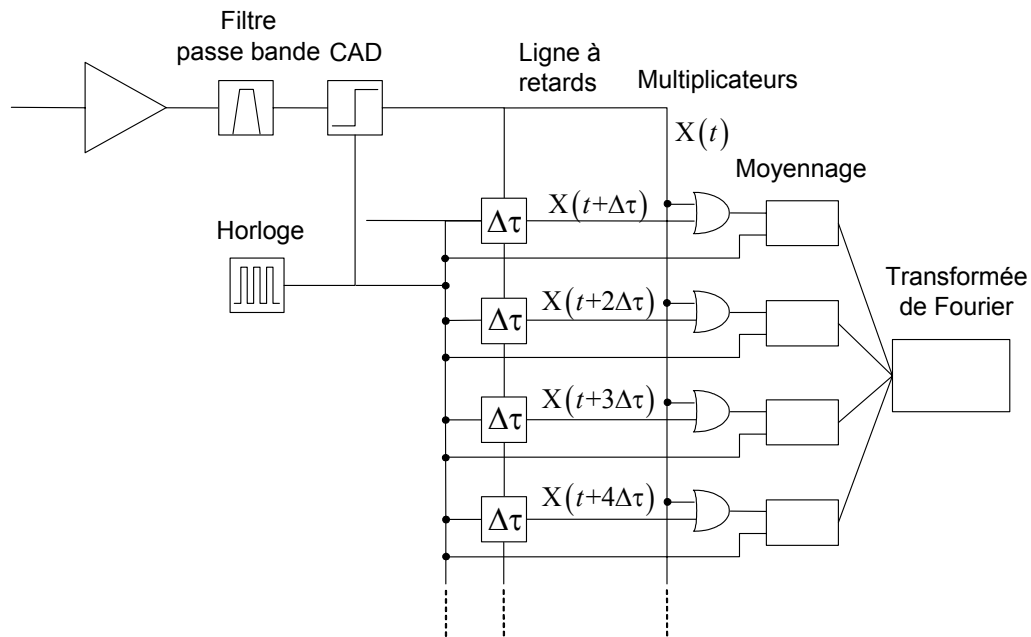 Filtre
passe bande
CAD
Ligne à
retards
Multiplicateurs
X(t)
Moyennage
Δτ
X(t+Δτ)
Horloge
Transformée
de Fourier
Δτ
X(t+2Δτ)
Δτ
X(t+3Δτ)
Δτ
X(t+4Δτ)